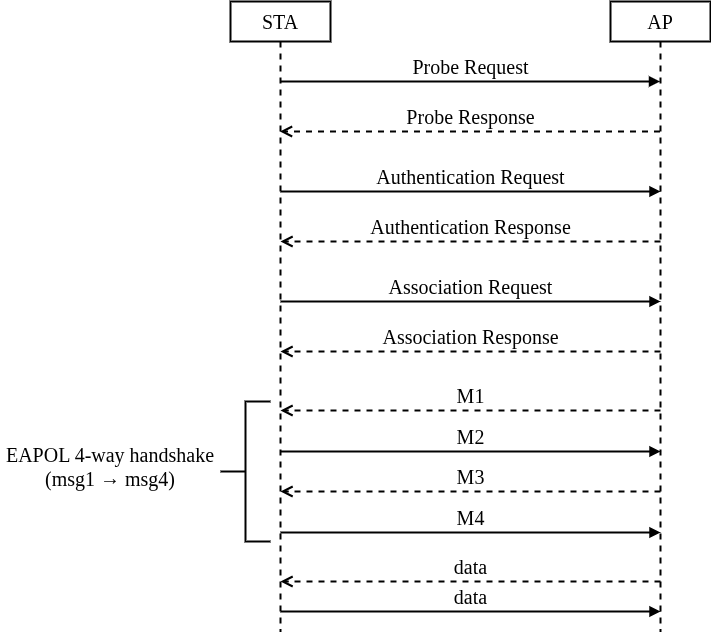 STA
AP
Probe Request
Probe Response
Authentication Request
Authentication Response
Association Request
Association Response
M1
M2
EAPOL 4-way handshake
(msg1 → msg4)
M3
M4
data
data